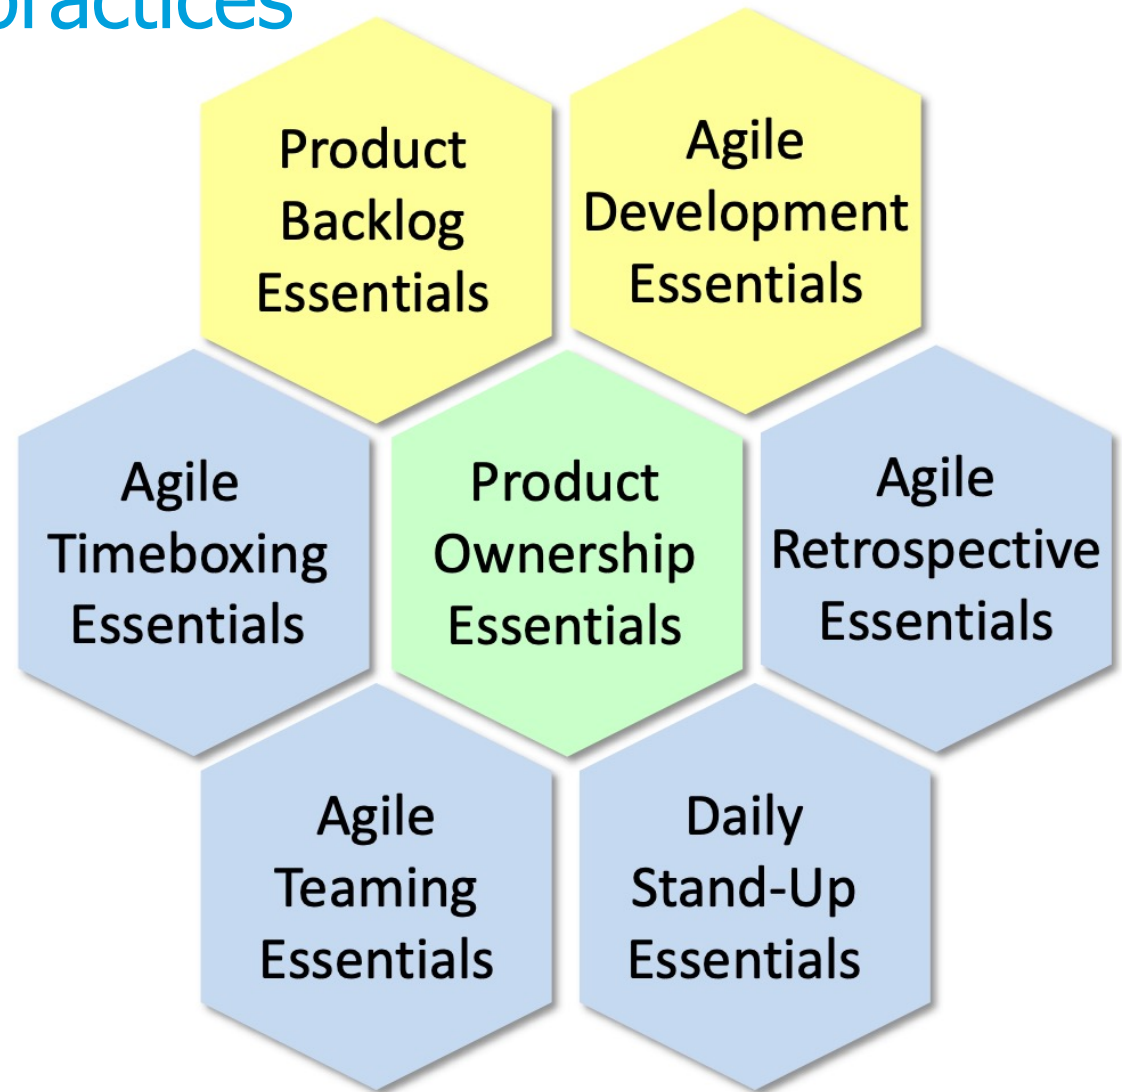 practices
Product
Backlog
Essentials
Agile
Development
Essentials
Agile
Timeboxing
Essentials
Product
Ownership
Essentials
Agile
Retrospective
Essentials
Agile
Teaming
Essentials
Daily
Stand-Up
Essentials